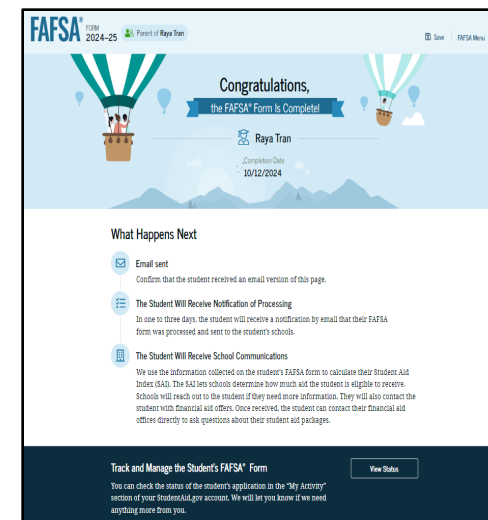 FAFSA® FORM 2024–25 Parent of Raya Tran Save FAFSA Menu
Congratulations,
the FAFSA® Form Is Complete!
Raya Tran
Completion Date
10/12/2024
What Happens Next
Email sent
Confirm that the student received an email version of this page.
The Student Will Receive Notification of Processing
In one to three days, the student will receive a notification by email that their FAFSA
form was processed and sent to the student's schools.
The Student Will Receive School Communications
We use the information collected on the student's FAFSA form to calculate their Student Aid
Index (SAI). The SAI lets schools determine how much aid the student is eligible to receive.
Schools will reach out to the student if they need more information. They will also contact the
student with financial aid offers. Once received, the student can contact their financial aid
offices directly to ask questions about their student aid packages.
Track and Manage the Student's FAFSA® Form View Status
You can check the status of the student's application in the "My Activity"
section of your StudentAid.gov account. We will let you know if we need
anything more from you.